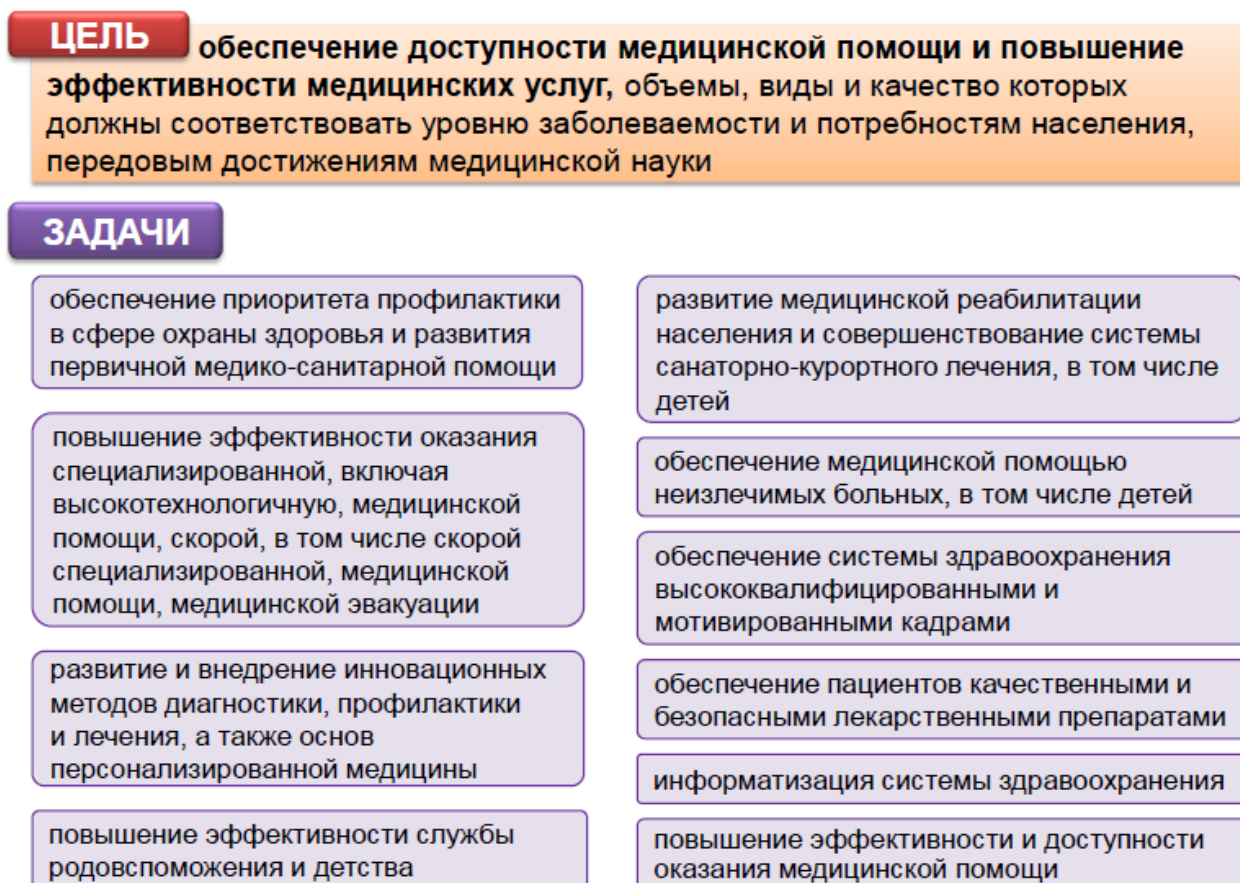 ЦЕЛЬ
обеспечение доступности медицинской помощи и повышение
эффективности медицинских услуг, объемы, виды и качество которых
должны соответствовать уровню заболеваемости и потребностям населения,
передовым достижениям медицинской науки
ЗАДАЧИ
обеспечение приоритета профилактики
в сфере охраны здоровья и развития
первичной медико-санитарной помощи
повышение эффективности оказания
специализированной, включая
высокотехнологичную, медицинской
помощи, скорой, в том числе скорой
специализированной, медицинской
помощи, медицинской эвакуации
развитие и внедрение инновационных
методов диагностики, профилактики
и лечения, а также основ
персонализированной медицины
повышение эффективности службы
родовспоможения и детства
развитие медицинской реабилитации
населения и совершенствование системы
санаторно-курортного лечения, в том числе
детей
обеспечение медицинской помощью
неизлечимых больных, в том числе детей
обеспечение системы здравоохранения
высококвалифицированными и
мотивированными кадрами
обеспечение пациентов качественными и
безопасными лекарственными препаратами
информатизация системы здравоохранения
повышение эффективности и доступности
оказания медицинской помощи